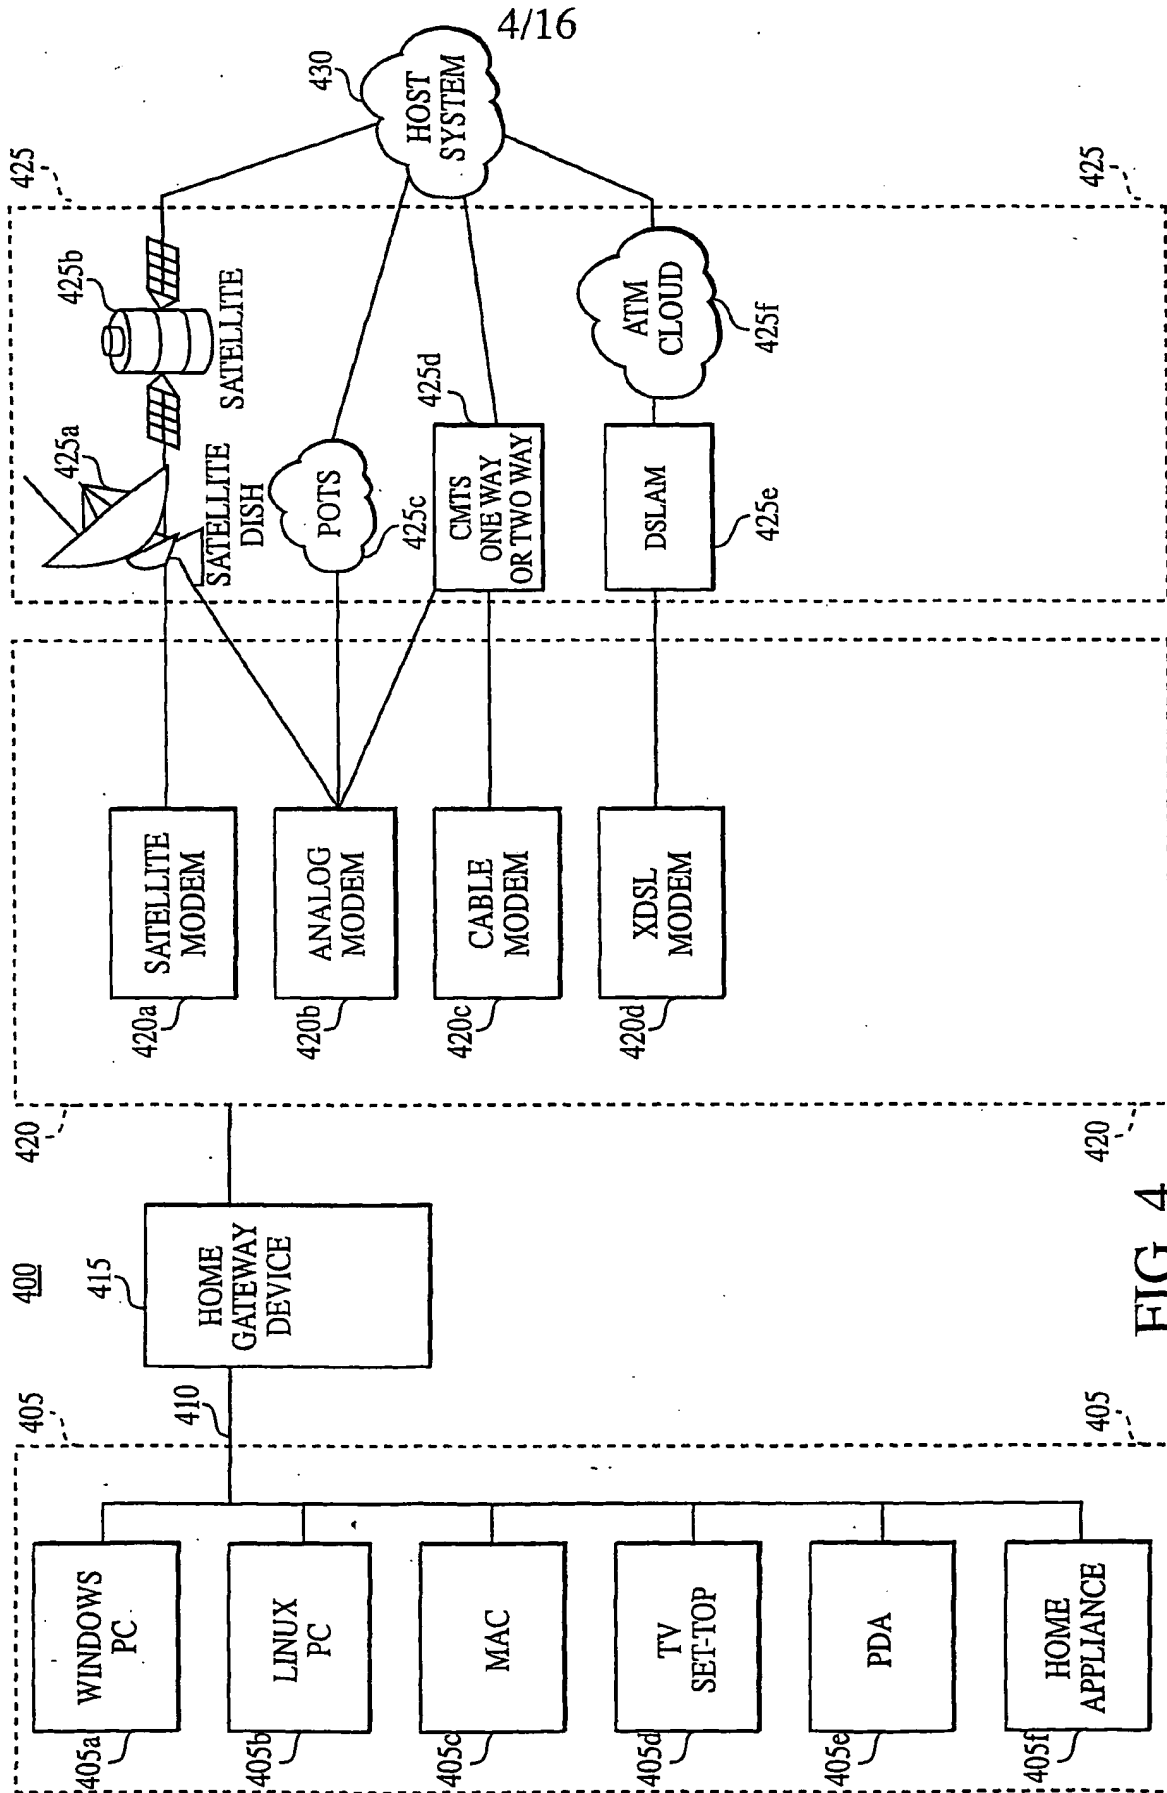 4/16
400
405
WINDOWS
PC
405a
LINUX
PC
405b
MAC
405c
TV
SET-TOP
405d
PDA
405e
HOME
APPLIANCE
405f
405
410
415
HOME
GATEWAY
DEVICE
420
SATELLITE
MODEM
420a
ANALOG
MODEM
420b
CABLE
MODEM
420c
XDSL
MODEM
420d
420
425
425a
SATELLITE
DISH
425b
SATELLITE
POTS
425c
CMTS
ONE WAY
OR TWO WAY
425d
DSLAM
425e
ATM
CLOUD
425f
425
HOST
SYSTEM
430
FIG. 4